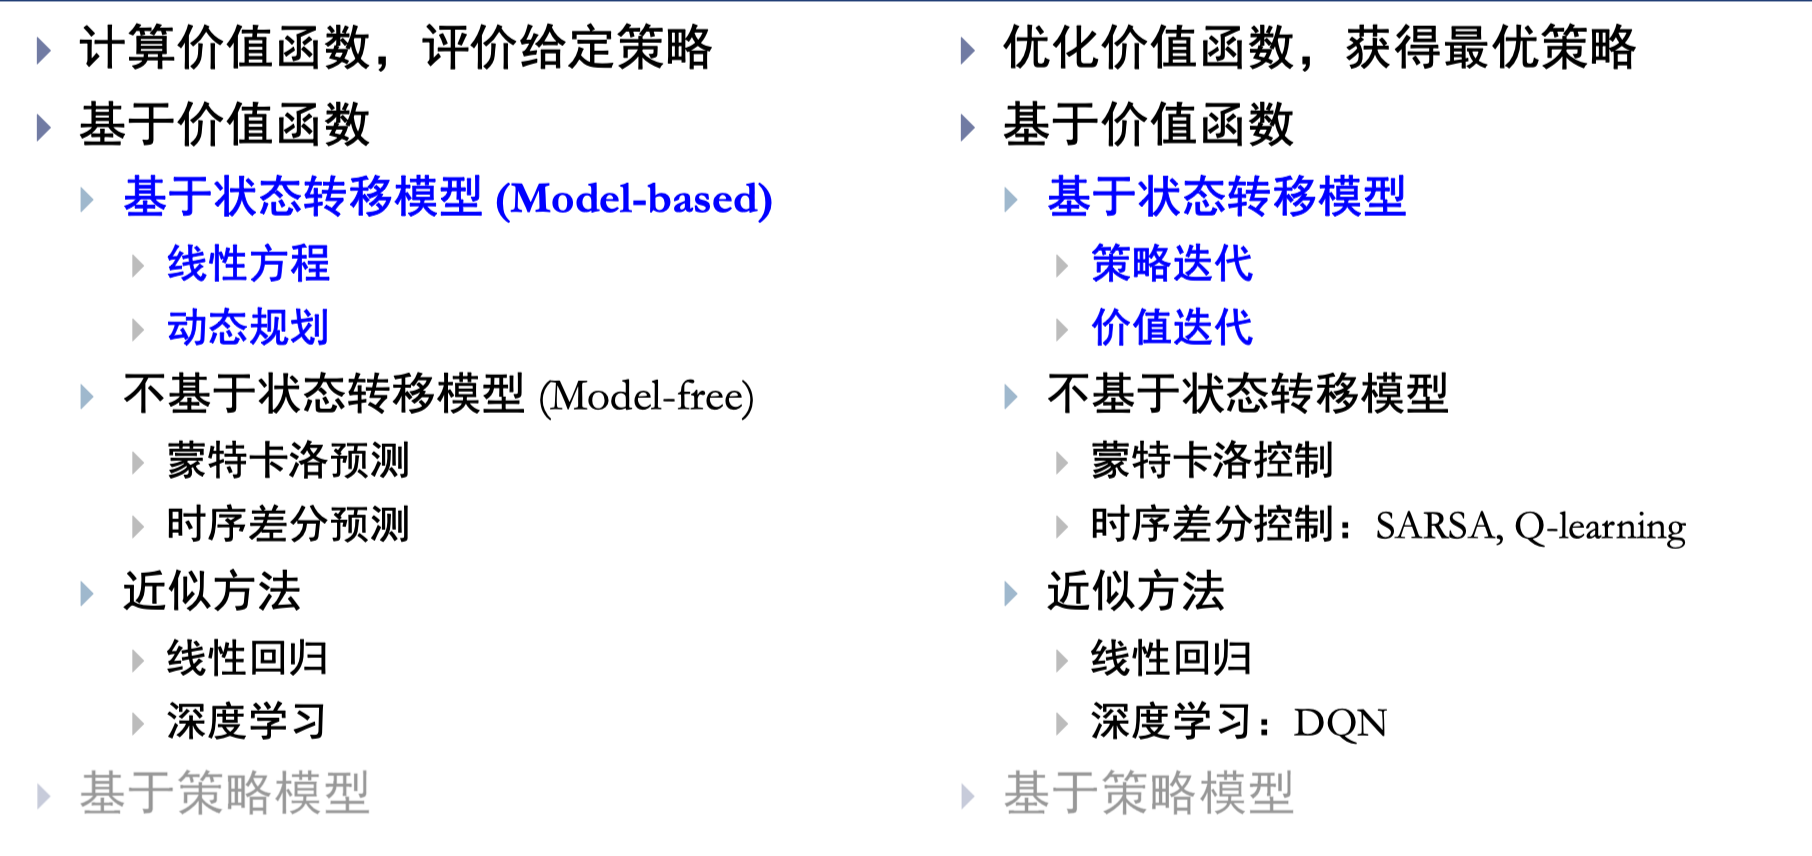 计算价值函数，评价给定策略
基于价值函数
基于状态转移模型 (Model-based)
线性方程
动态规划
不基于状态转移模型 (Model-free)
蒙特卡洛预测
时序差分预测
近似方法
线性回归
深度学习
基于策略模型
优化价值函数，获得最优策略
基于价值函数
基于状态转移模型
策略迭代
价值迭代
不基于状态转移模型
蒙特卡洛控制
时序差分控制：SARSA, Q-learning
近似方法
线性回归
深度学习：DQN
基于策略模型